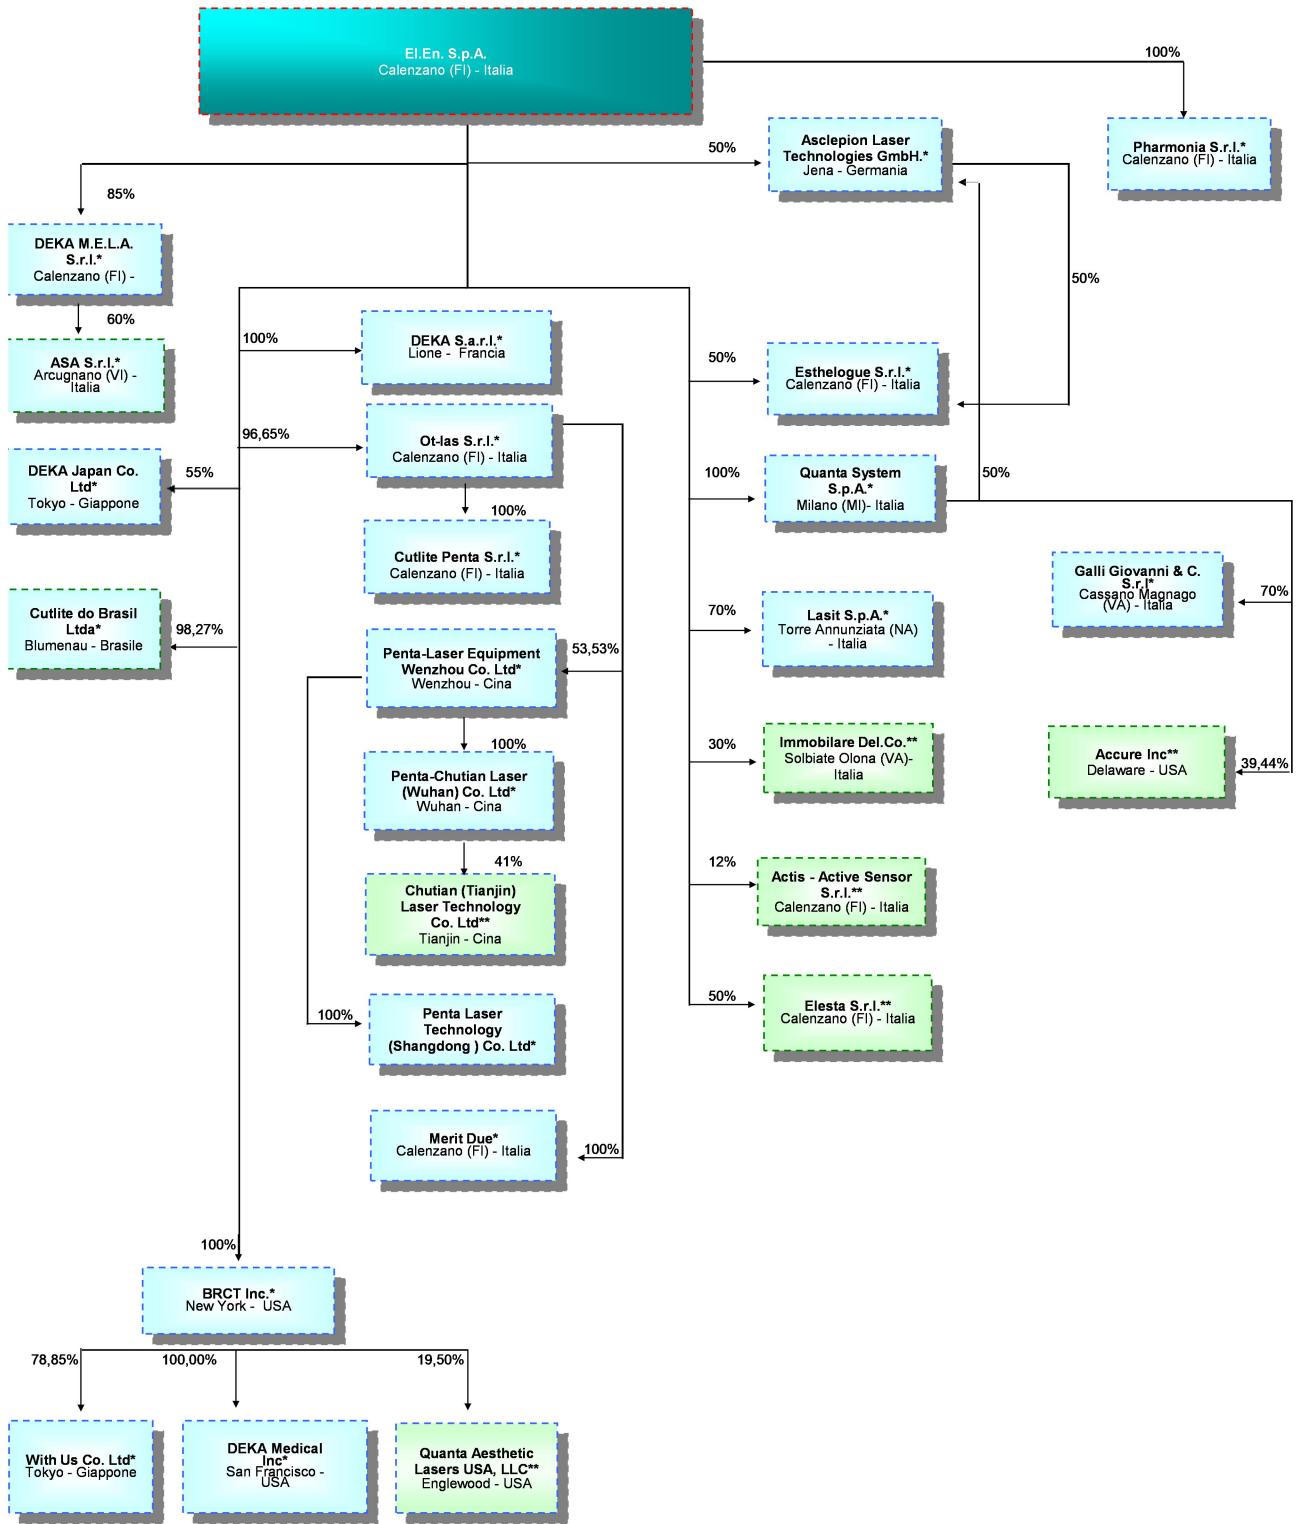 El.En. S.p.A.
Calenzano (FI) - Italia
100%
50%
Asclepion Laser
Technologies GmbH.*
Jena - Germania
Pharmonia S.r.l.*
Calenzano (FI) - Italia
85%
DEKA M.E.L.A.
S.r.l.*
Calenzano (FI) -
50%
60%
ASA S.r.l.*
Arcugnano (VI) -
Italia
100%
DEKA S.a.r.l.*
Lione - Francia
50%
Esthelogue S.r.l.*
Calenzano (FI) - Italia
96,65%
Ot-las S.r.l.*
Calenzano (FI) - Italia
DEKA Japan Co.
Ltd*
Tokyo - Giappone
55%
100%
Quanta System
S.p.A.*
Milano (MI)- Italia
50%
100%
Cutlite Penta S.r.l.*
Calenzano (FI) - Italia
Galli Giovanni & C.
S.r.l*
Cassano Magnago
(VA) - Italia
70%
Cutlite do Brasil
Ltda*
Blumenau - Brasile
98,27%
70%
Lasit S.p.A.*
Torre Annunziata (NA)
- Italia
Penta-Laser Equipment
Wenzhou Co. Ltd*
Wenzhou - Cina
53,53%
100%
Penta-Chutian Laser
(Wuhan) Co. Ltd*
Wuhan - Cina
30%
Immobilare Del.Co.**
Solbiate Olona (VA)-
Italia
Accure Inc**
Delaware - USA
39,44%
41%
Chutian (Tianjin)
Laser Technology
Co. Ltd**
Tianjin - Cina
12%
Actis - Active Sensor
S.r.l.**
Calenzano (FI) - Italia
100%
Penta Laser
Technology
(Shangdong ) Co. Ltd*
50%
Elesta S.r.l.**
Calenzano (FI) - Italia
Merit Due*
Calenzano (FI) - Italia
100%
100%
BRCT Inc.*
New York - USA
78,85%
100,00%
19,50%
With Us Co. Ltd*
Tokyo - Giappone
DEKA Medical
Inc*
San Francisco -
USA
Quanta Aesthetic
Lasers USA, LLC**
Englewood - USA